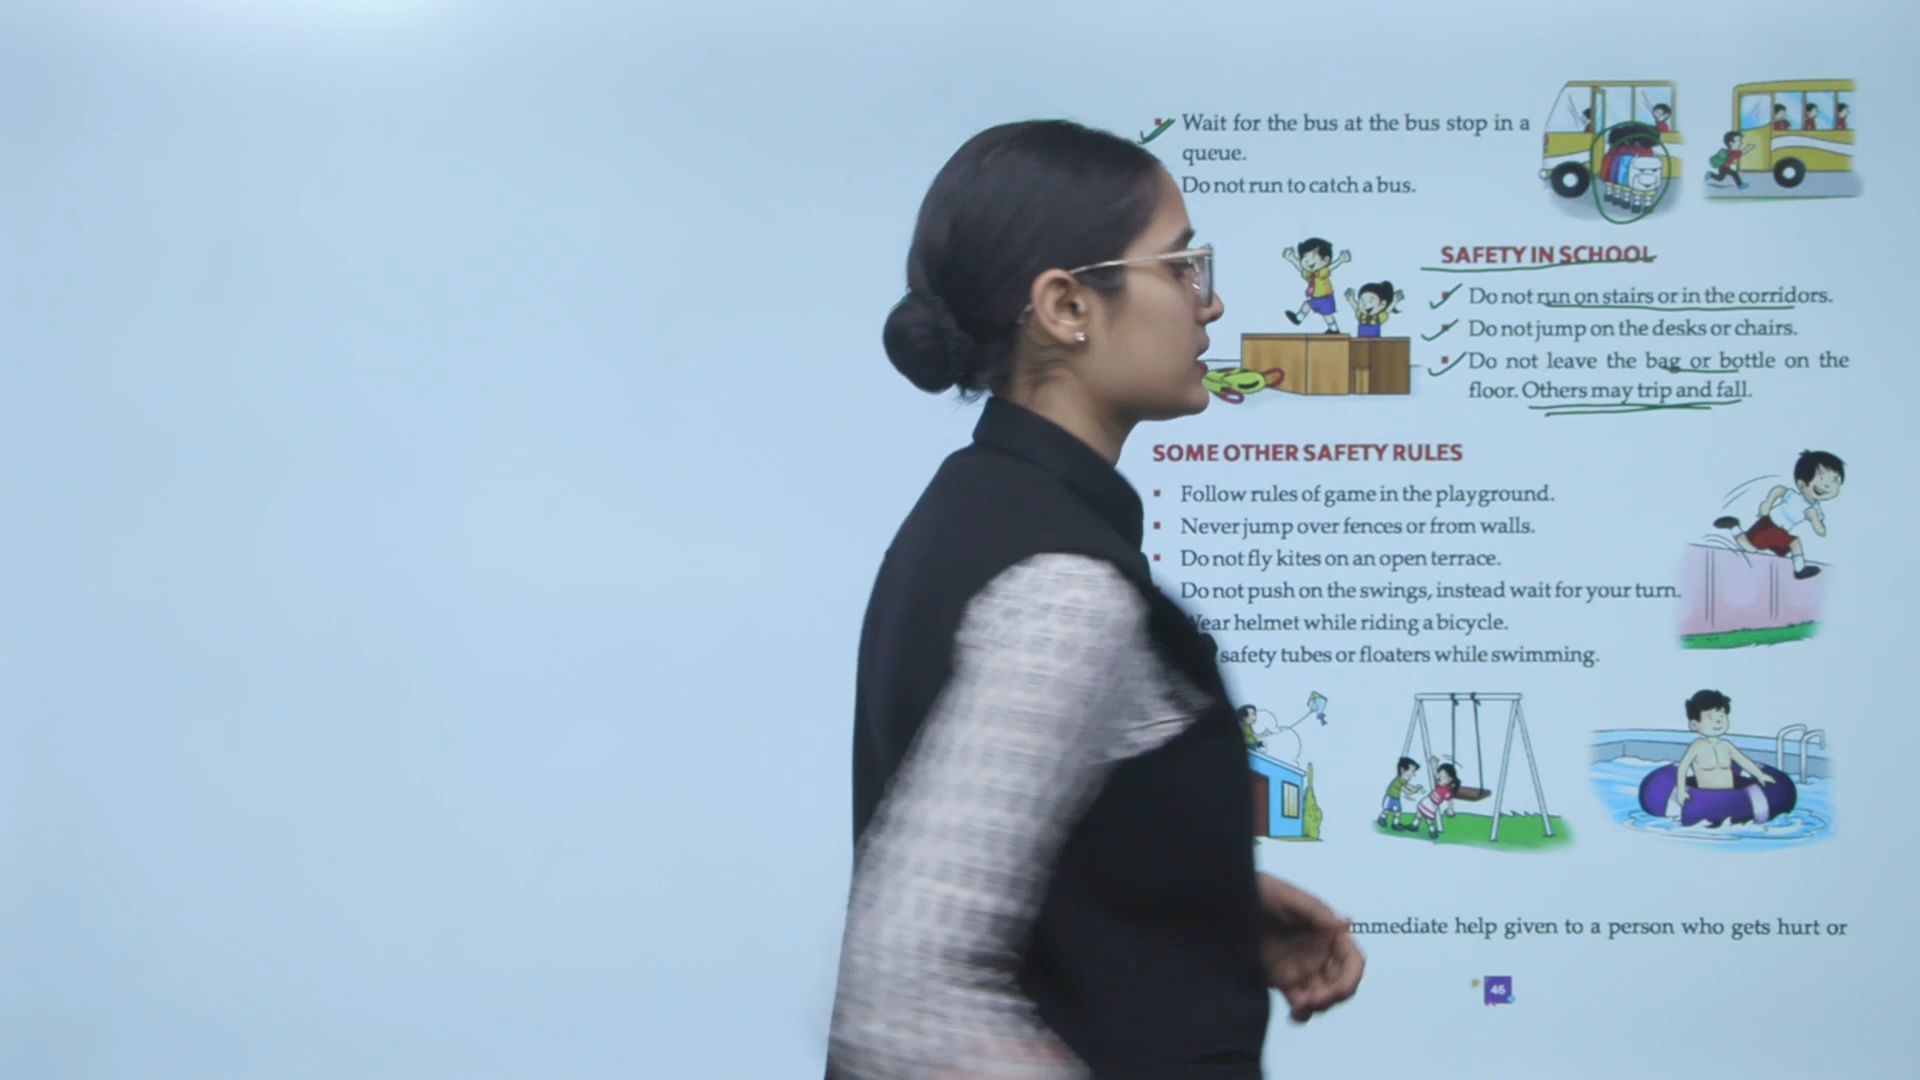 Wait for the bus at the bus stop in a
queue.
Do not run to catch a bus.
SAFETY IN SCHOOL
Do not run on stairs or in the corridors.
Do not jump on the desks or chairs.
Do not leave the bag or bottle on the
floor. Others may trip and fall.
SOME OTHER SAFETY RULES
Follow rules of game in the playground.
Never jump over fences or from walls.
Do not fly kites on an open terrace.
Do not push on the swings, instead wait for your turn.
Wear helmet while riding a bicycle.
safety tubes or floaters while swimming.
immediate help given to a person who gets hurt or
46